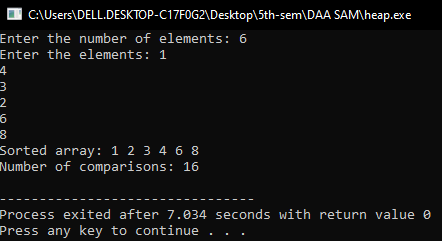 C:\Users\DELL.DESKTOP-C17F0G2\Desktop\5th-sem\DAA SAM\heap.exe
Enter the number of elements: 6
Enter the elements: 1
4
3
2
6
8
Sorted array: 1 2 3 4 6 8
Number of comparisons: 16
--------------------------------
Process exited after 7.034 seconds with return value 0
Press any key to continue . . .